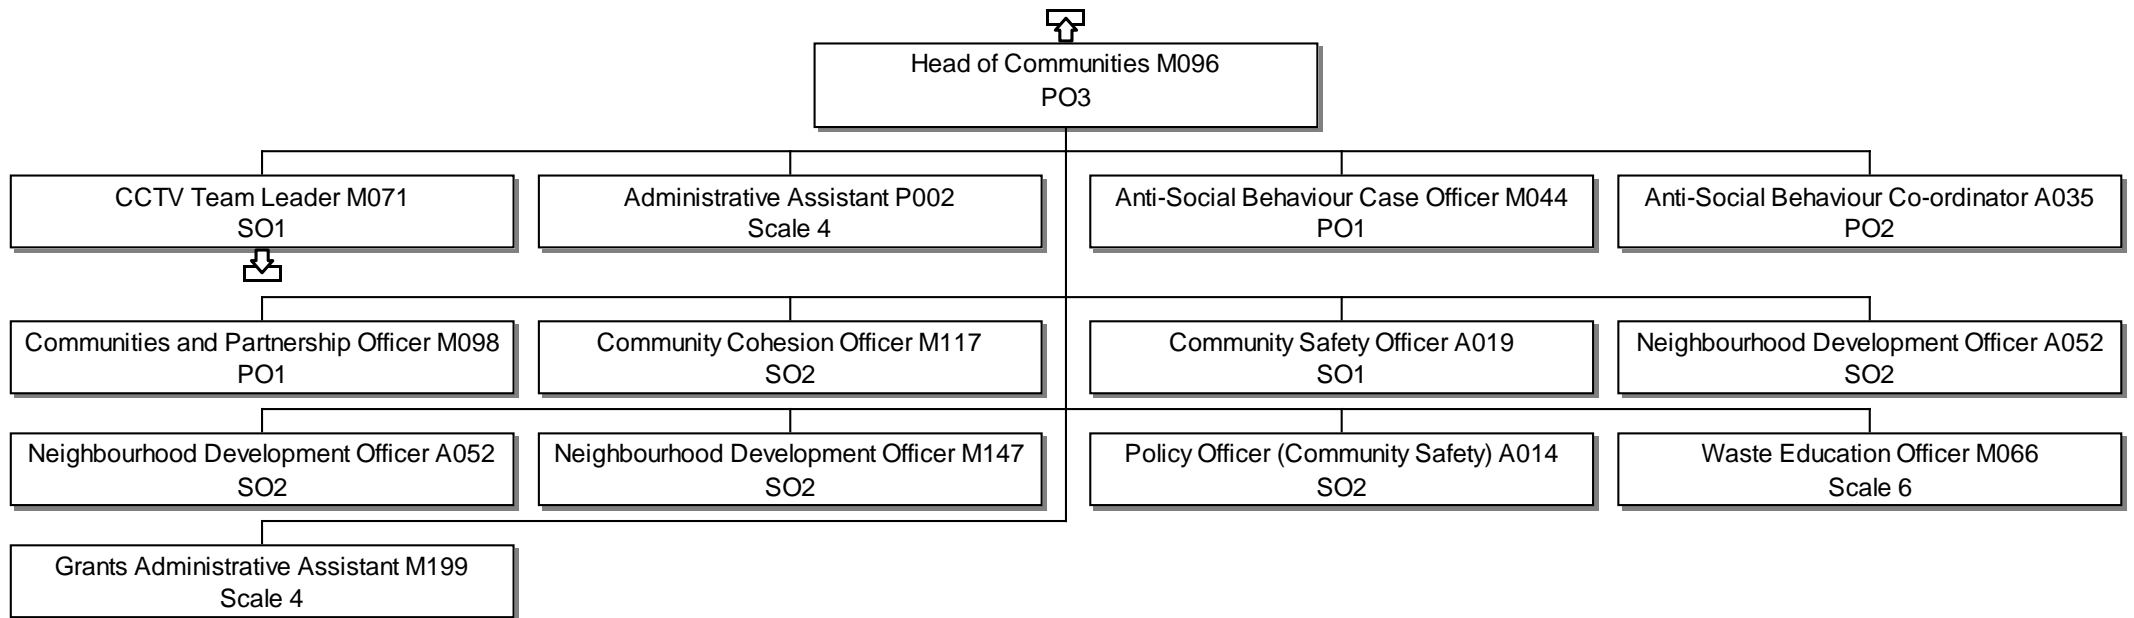 Head of Communities M096
PO3
CCTV Team Leader M071
SO1
Administrative Assistant P002
Scale 4
Anti-Social Behaviour Case Officer M044
PO1
Anti-Social Behaviour Co-ordinator A035
PO2
Communities and Partnership Officer M098
PO1
Community Cohesion Officer M117
SO2
Community Safety Officer A019
SO1
Neighbourhood Development Officer A052
SO2
Neighbourhood Development Officer A052
SO2
Neighbourhood Development Officer M147
SO2
Policy Officer (Community Safety) A014
SO2
Waste Education Officer M066
Scale 6
Grants Administrative Assistant M199
Scale 4